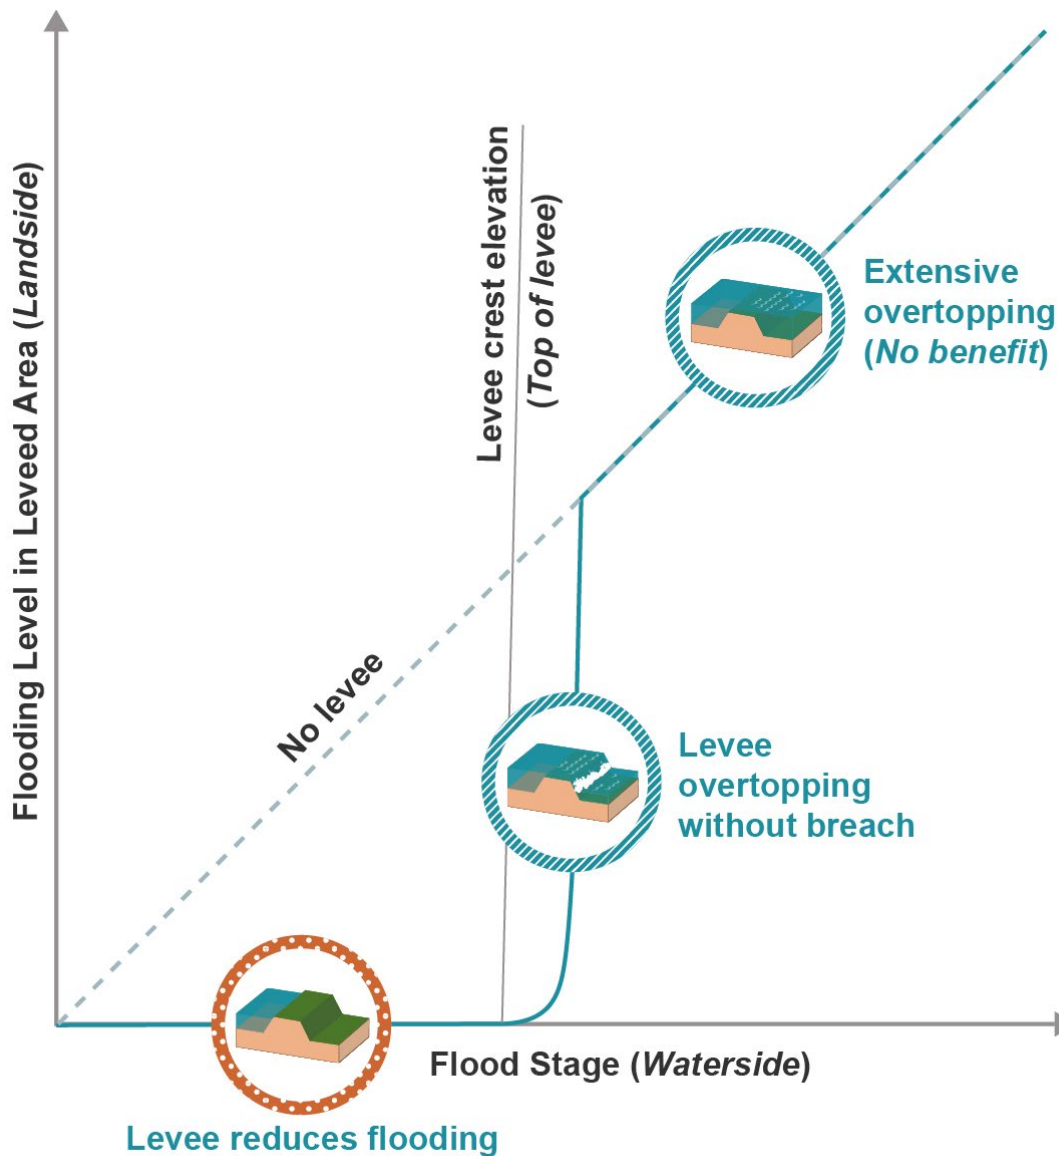 Flooding Level in Leveed Area (Landside)
Levee crest elevation
(Top of levee)
Extensive
overtopping
(No benefit)
No levee
Levee
overtopping
without breach
Flood Stage (Waterside)
Levee reduces flooding